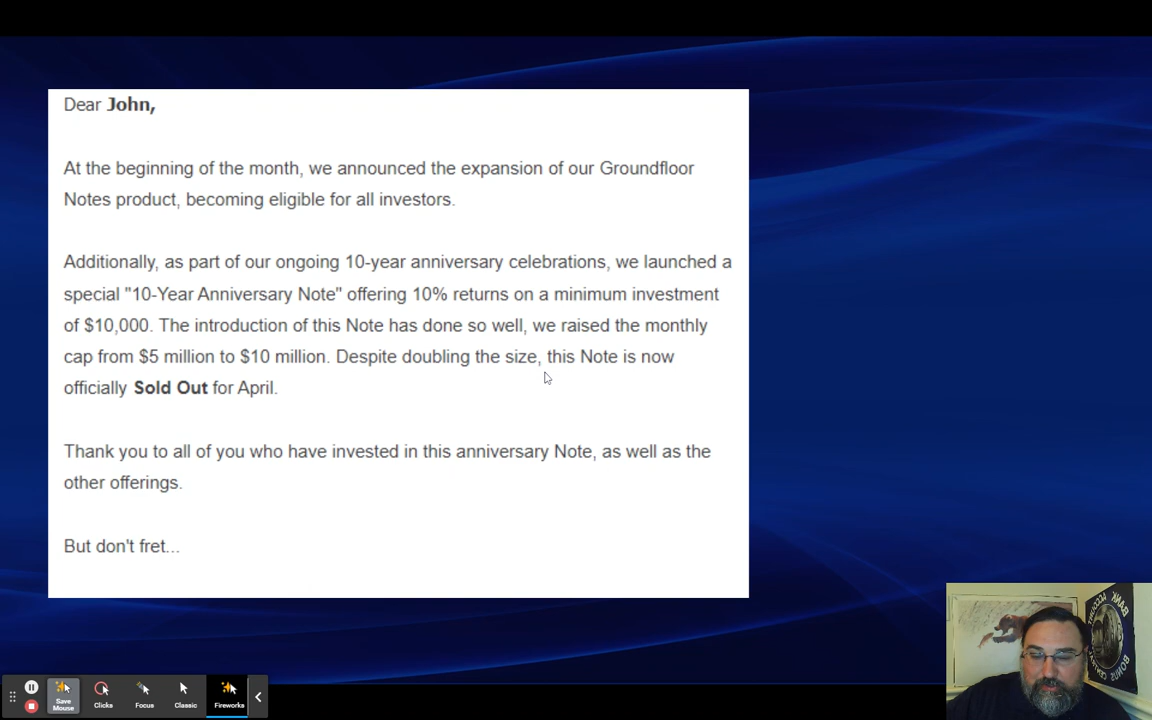 Dear John,
At the beginning of the month, we announced the expansion of our Groundfloor
Notes product, becoming eligible for all investors.
Additionally, as part of our ongoing 10-year anniversary celebrations, we launched a
special "10-Year Anniversary Note" offering 10% returns on a minimum investment
of $10,000. The introduction of this Note has done so well, we raised the monthly
cap from $5 million to $10 million. Despite doubling the size, this Note is now
officially Sold Out for April.
Thank you to all of you who have invested in this anniversary Note, as well as the
other offerings.
But don't fret...
BANK ACCOUNT
BONUS CENTRAL
Save
Mouse
Clicks
Focus
Classic
Fireworks